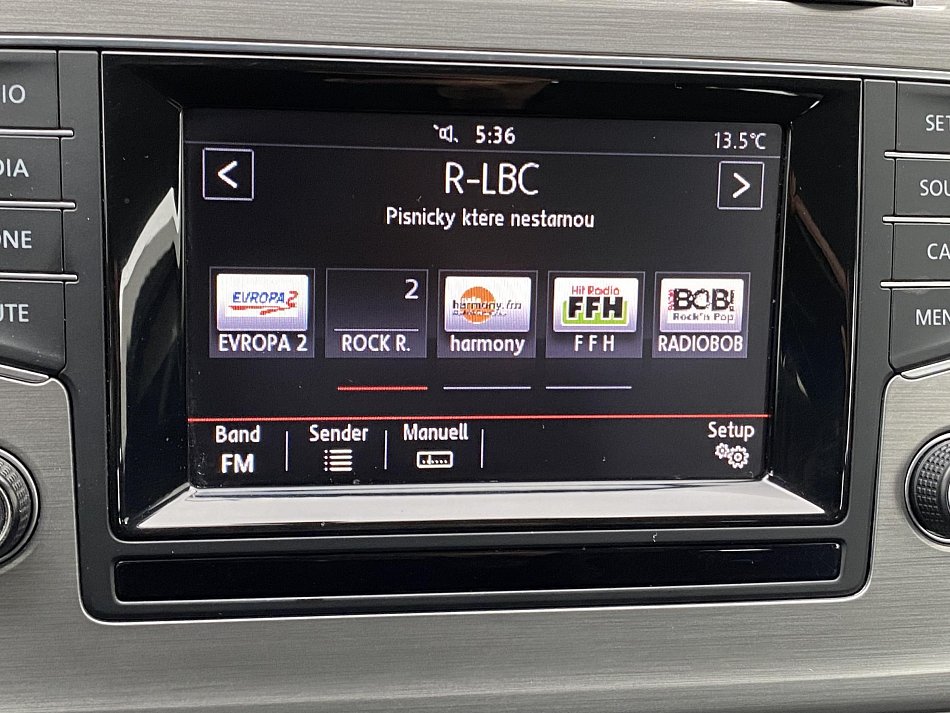 5:36
13.5°C
R-LBC
Pisnicky ktere nestarnou
EVROPA 2
EVROPA 2
2
ROCK R.
harmony.fm
harmony
Hit Radio
FFH
F F H
BOB!
Rock'n Pop
RADIOBOB
Band
FM
Sender
Manuell
Setup
IO
DIA
ONE
UTE
SET
SOU
CA
MEN